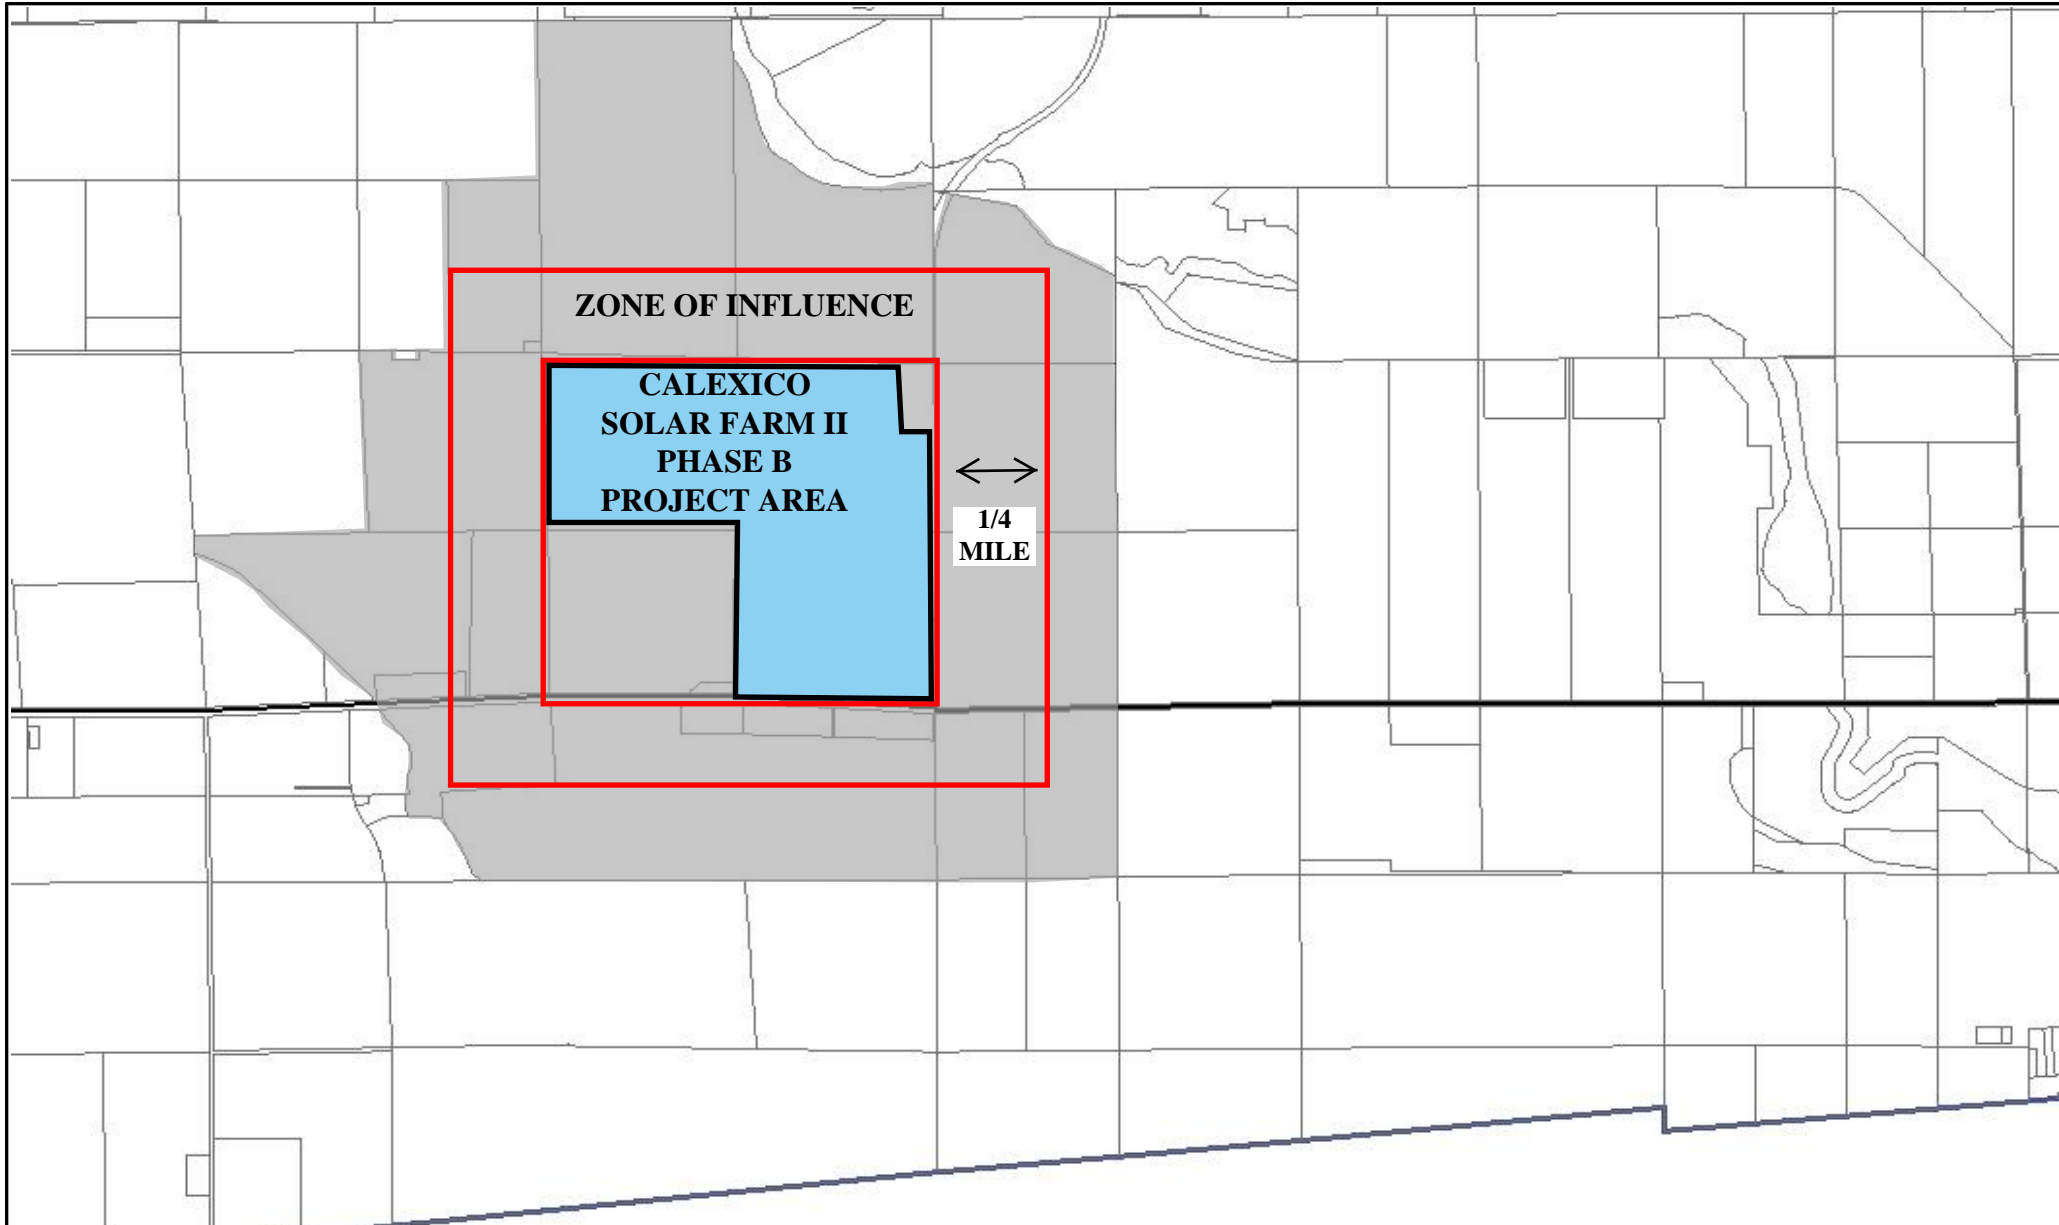 ZONE OF INFLUENCE
CALEXICO
SOLAR FARM II
PHASE B
PROJECT AREA
1/4
MILE